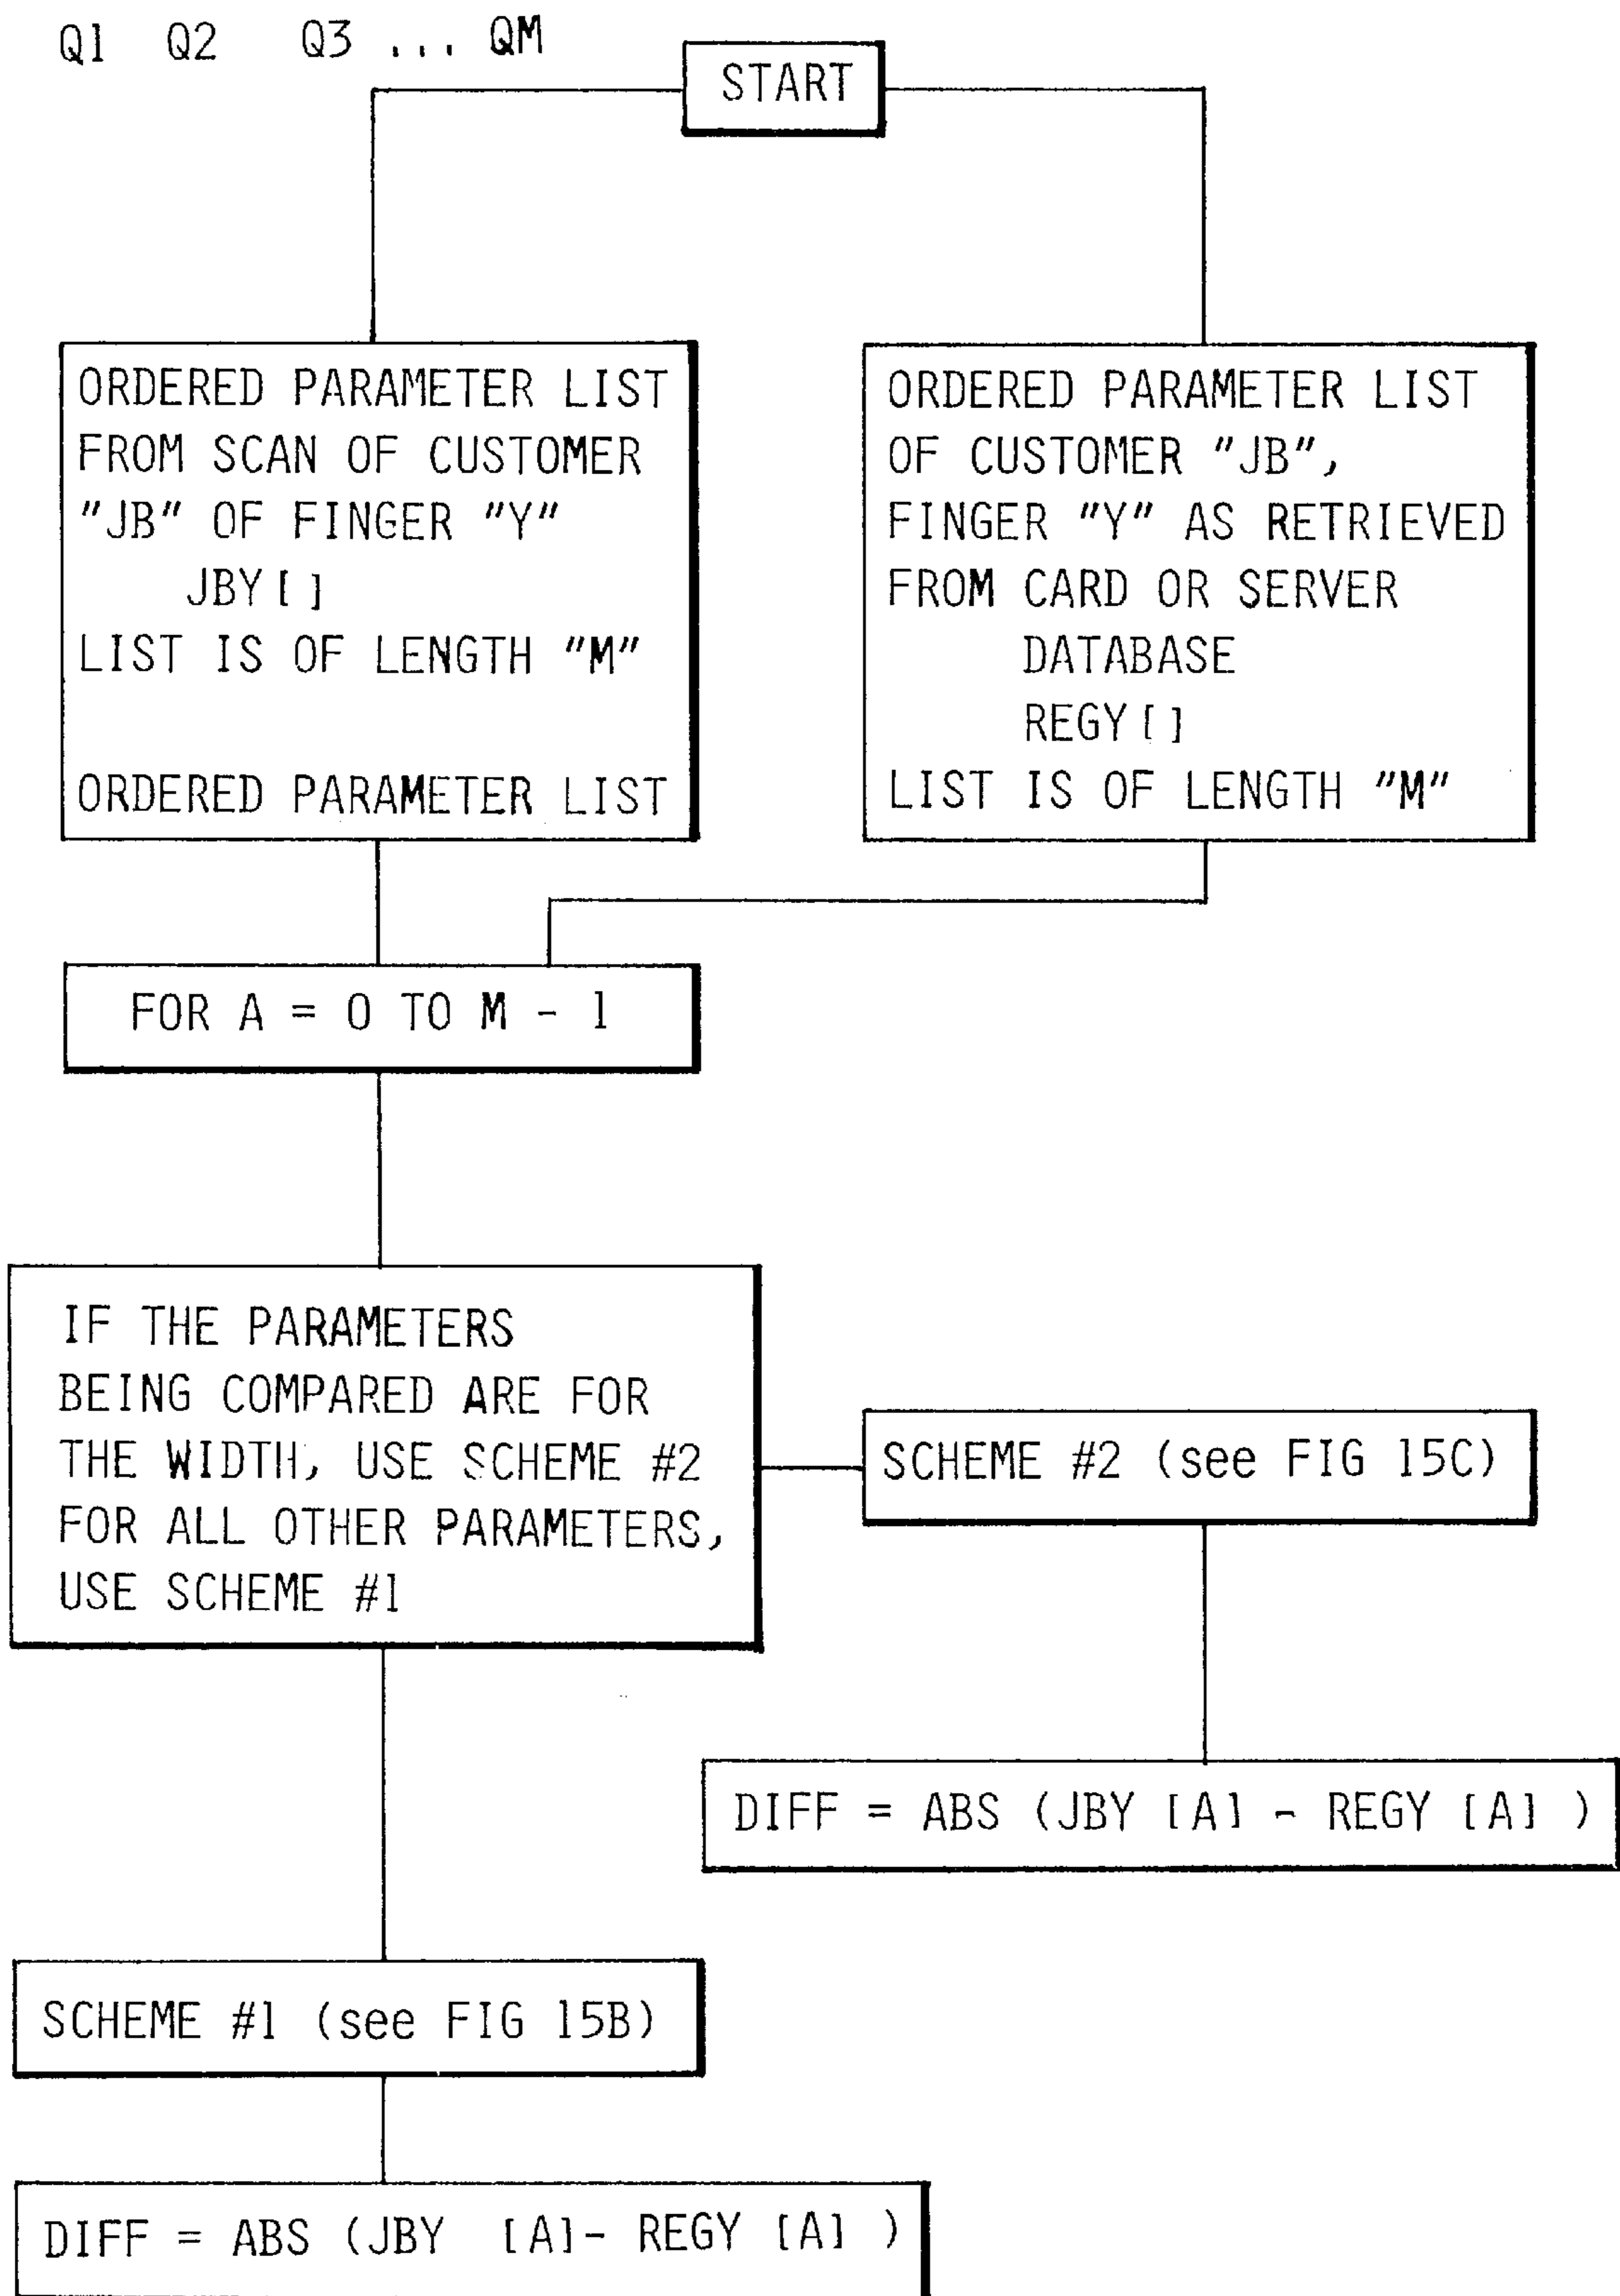 Q1 Q2 Q3 ... QM
START
ORDERED PARAMETER LIST
FROM SCAN OF CUSTOMER
"JB" OF FINGER "Y"
JBY[]
LIST IS OF LENGTH "M"
ORDERED PARAMETER LIST
ORDERED PARAMETER LIST
OF CUSTOMER "JB",
FINGER "Y" AS RETRIEVED
FROM CARD OR SERVER
DATABASE
REGY[]
LIST IS OF LENGTH "M"
FOR A = 0 TO M - 1
IF THE PARAMETERS
BEING COMPARED ARE FOR
THE WIDTH, USE SCHEME #2
FOR ALL OTHER PARAMETERS,
USE SCHEME #1
SCHEME #2 (see FIG 15C)
DIFF = ABS (JBY [A] - REGY [A] )
SCHEME #1 (see FIG 15B)
DIFF = ABS (JBY [A]- REGY [A] )